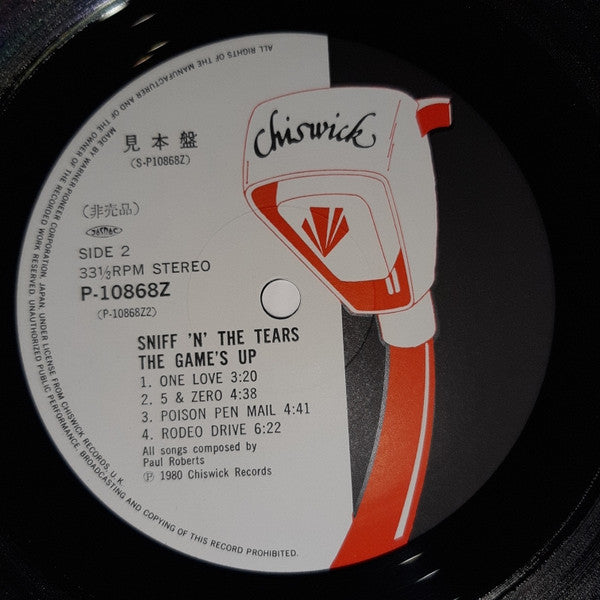 chiswick
見本盤
(S-P10868Z)
(非売品)
JASRAC
SIDE 2
33⅓RPM STEREO
P-10868Z
(P-10868Z2)
SNIFF 'N' THE TEARS
THE GAME'S UP
1. ONE LOVE 3:20
2. 5 & ZERO 4:38
3. POISON PEN MAIL 4:41
4. RODEO DRIVE 6:22
All songs composed by
Paul Roberts
Ⓟ 1980 Chiswick Records
MADE BY WARNER-PIONEER CORPORATION, JAPAN, UNDER LICENSE FROM CHISWICK RECORDS, U.K.
ALL RIGHTS OF THE MANUFACTURER AND OF THE OWNER OF THE RECORDED WORK RESERVED. UNAUTHORIZED PUBLIC PERFORMANCE, BROADCASTING AND COPYING OF THIS RECORD PROHIBITED.